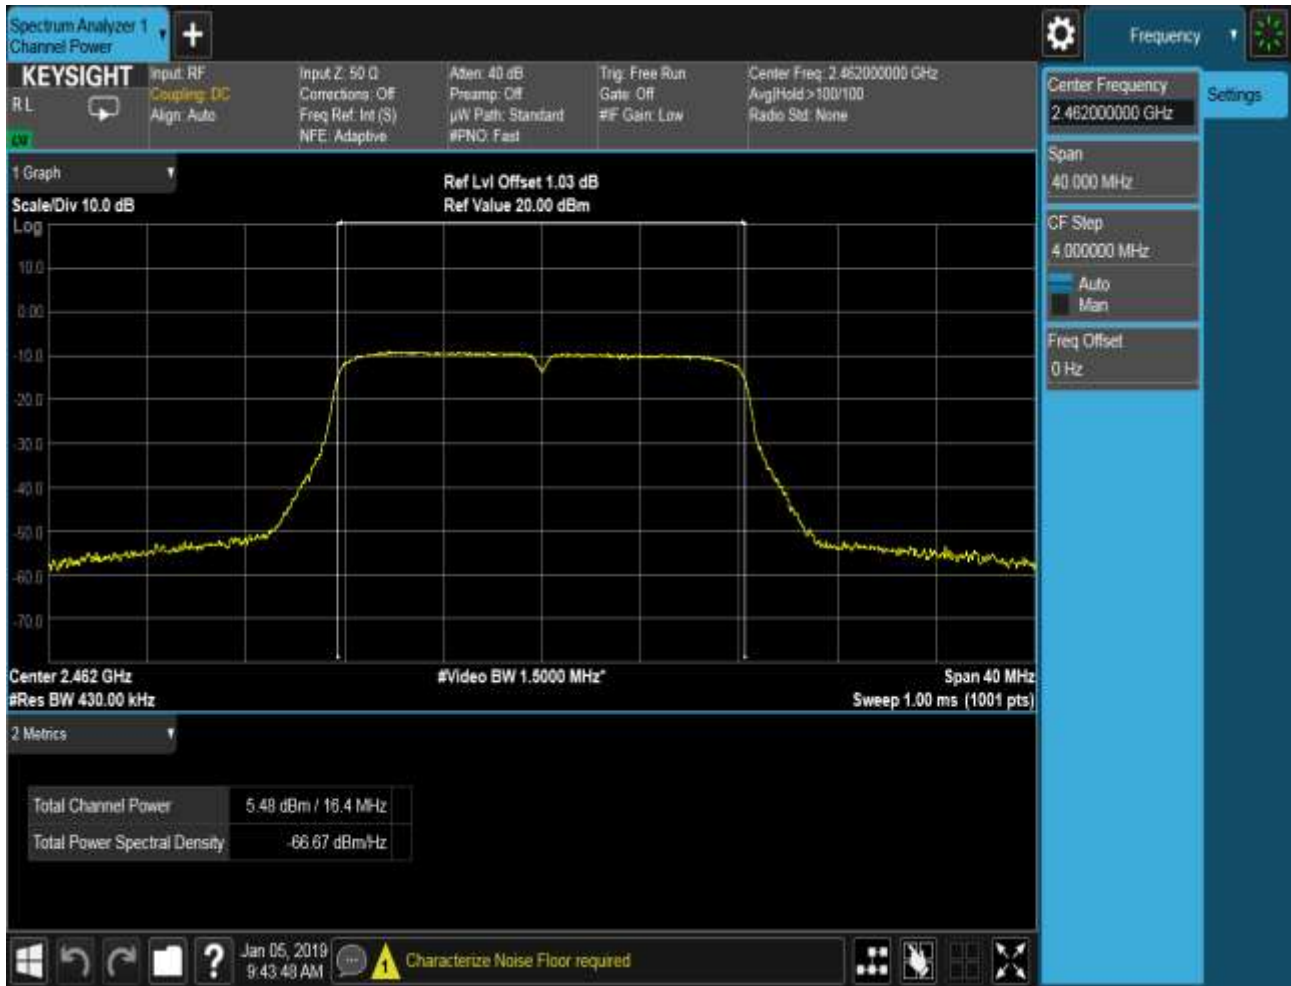 Spectrum Analyzer 1
Channel Power
+
Frequency
KEYSIGHT
RL
Input: RF
Coupling: DC
Align: Auto
Input Z: 50 Ω
Corrections: Off
Freq Ref: Int (S)
NFE: Adaptive
Atten: 40 dB
Preamp: Off
µW Path: Standard
#PNO: Fast
Trig: Free Run
Gate: Off
#IF Gain: Low
Center Freq: 2.462000000 GHz
Avg|Hold:>100/100
Radio Std: None
Center Frequency
2.462000000 GHz
Settings
Span
40.000 MHz
CF Step
4.000000 MHz
Auto
Man
Freq Offset
0 Hz
1 Graph
Scale/Div 10.0 dB
Ref Lvl Offset 1.03 dB
Ref Value 20.00 dBm
Log
10.0
0.00
-10.0
-20.0
-30.0
-40.0
-50.0
-60.0
-70.0
Center 2.462 GHz
#Video BW 1.5000 MHz*
Span 40 MHz
#Res BW 430.00 kHz
Sweep 1.00 ms (1001 pts)
2 Metrics
Total Channel Power 5.48 dBm / 16.4 MHz
Total Power Spectral Density -66.67 dBm/Hz
?
Jan 05, 2019
9:43:48 AM
1
Characterize Noise Floor required